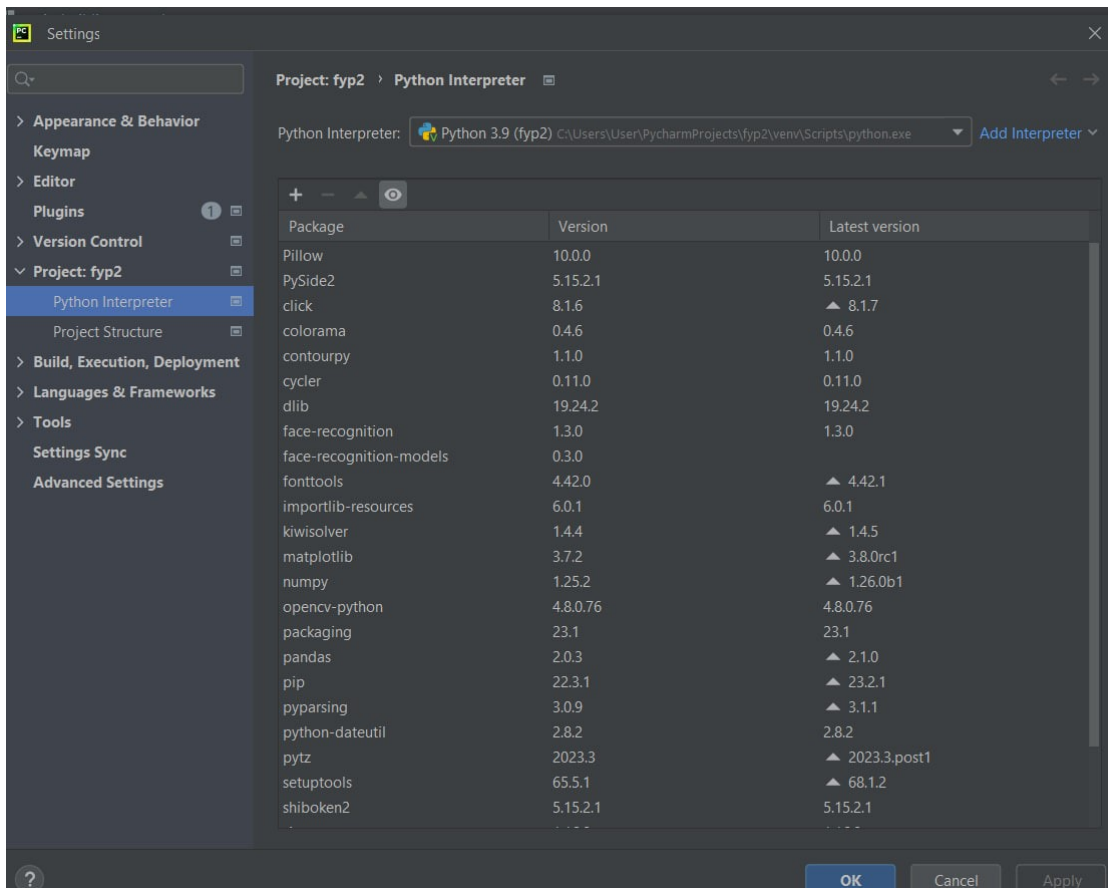 PC Settings
Project: fyp2 › Python Interpreter
Appearance & Behavior
Keymap
Editor
Plugins 1
Version Control
Project: fyp2
Python Interpreter
Project Structure
Build, Execution, Deployment
Languages & Frameworks
Tools
Settings Sync
Advanced Settings
Python Interpreter: Python 3.9 (fyp2) C:\Users\User\PycharmProjects\fyp2\venv\Scripts\python.exe Add Interpreter
Package Version Latest version
Pillow 10.0.0 10.0.0
PySide2 5.15.2.1 5.15.2.1
click 8.1.6 8.1.7
colorama 0.4.6 0.4.6
contourpy 1.1.0 1.1.0
cycler 0.11.0 0.11.0
dlib 19.24.2 19.24.2
face-recognition 1.3.0 1.3.0
face-recognition-models 0.3.0
fonttools 4.42.0 4.42.1
importlib-resources 6.0.1 6.0.1
kiwisolver 1.4.4 1.4.5
matplotlib 3.7.2 3.8.0rc1
numpy 1.25.2 1.26.0b1
opencv-python 4.8.0.76 4.8.0.76
packaging 23.1 23.1
pandas 2.0.3 2.1.0
pip 22.3.1 23.2.1
pyparsing 3.0.9 3.1.1
python-dateutil 2.8.2 2.8.2
pytz 2023.3 2023.3.post1
setuptools 65.5.1 68.1.2
shiboken2 5.15.2.1 5.15.2.1
? OK Cancel Apply